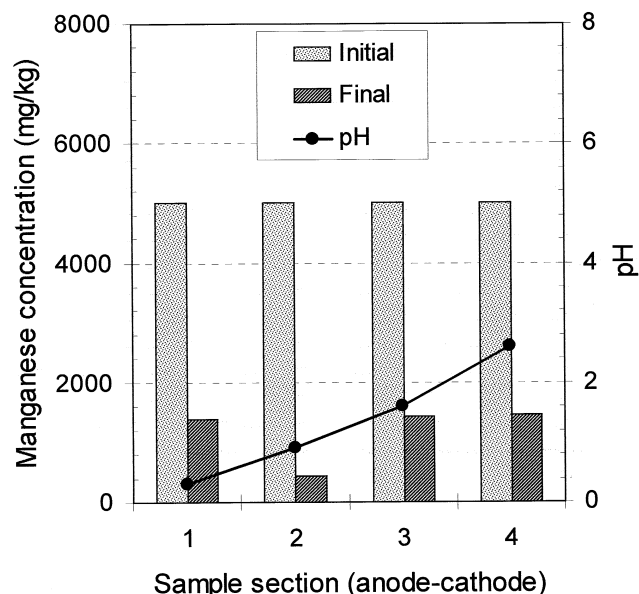 8000
6000
4000
2000
0
Manganese concentration (mg/kg)
Initial
Final
pH
8
6
4
2
0
pH
1 2 3 4
Sample section (anode-cathode)